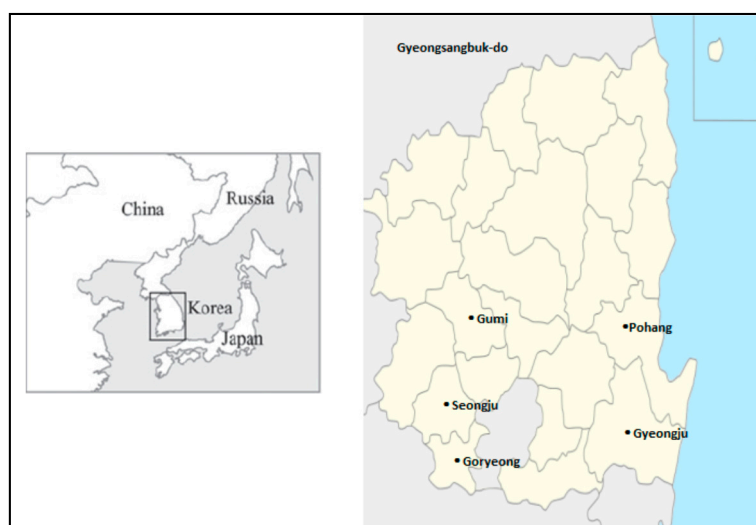 Gyeongsangbuk-do
Russia
China
Korea
Japan
Gumi
Pohang
Seongju
Gyeongju
Goryeong